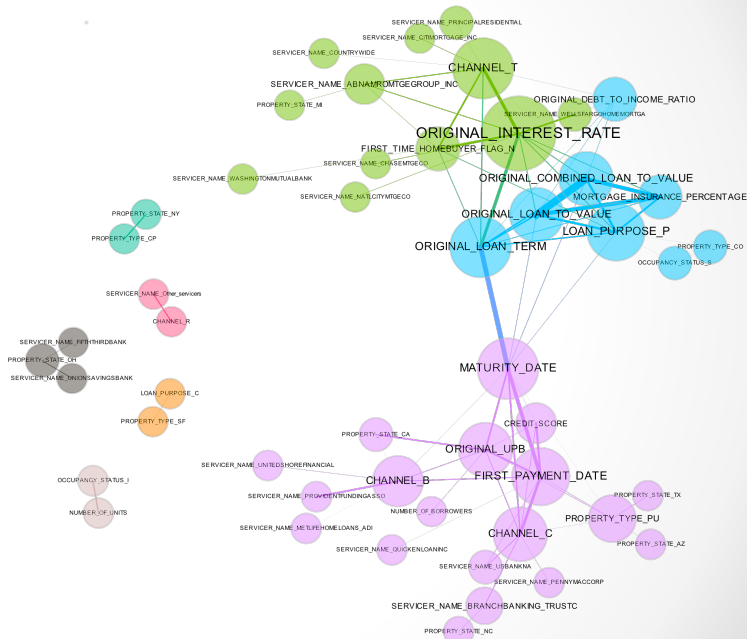 SERVICER_NAME_PRINCIPALRESIDENTIAL
SERVICER_NAME_CITIMORTGAGE_INC
SERVICER_NAME_COUNTRYWIDE
CHANNEL_T
SERVICER_NAME_ABNAMROMTGEGROUP_INC
ORIGINAL_DEBT_TO_INCOME_RATIO
PROPERTY_STATE_MI
SERVICER_NAME_WELLSFARGOHOMEMORTGA
ORIGINAL_INTEREST_RATE
FIRST_TIME_HOMEBUYER_FLAG_N
SERVICER_NAME_CHASEMTGECO
SERVICER_NAME_WASHINGTONMUTUALBANK
ORIGINAL_COMBINED_LOAN_TO_VALUE
SERVICER_NAME_NATLCITYMTGECO
MORTGAGE_INSURANCE_PERCENTAGE
PROPERTY_STATE_NY
ORIGINAL_LOAN_TO_VALUE
LOAN_PURPOSE_P
PROPERTY_TYPE_CP
ORIGINAL_LOAN_TERM
PROPERTY_TYPE_CO
OCCUPANCY_STATUS_S
SERVICER_NAME_Other_servicers
CHANNEL_R
SERVICER_NAME_FIFTHTHIRDBANK
PROPERTY_STATE_OH
SERVICER_NAME_UNIONSAVINGSBANK
MATURITY_DATE
LOAN_PURPOSE_C
PROPERTY_TYPE_SF
CREDIT_SCORE
PROPERTY_STATE_CA
ORIGINAL_UPB
SERVICER_NAME_UNITEDSHOREFINANCIAL
FIRST_PAYMENT_DATE
OCCUPANCY_STATUS_I
CHANNEL_B
SERVICER_NAME_PROVIDENTFUNDINGASSO
PROPERTY_STATE_TX
NUMBER_OF_UNITS
NUMBER_OF_BORROWERS
PROPERTY_TYPE_PU
SERVICER_NAME_METLIFEHOMELOANS_ADI
CHANNEL_C
PROPERTY_STATE_AZ
SERVICER_NAME_QUICKENLOANINC
SERVICER_NAME_USBANKNA
SERVICER_NAME_PENNYMACCORP
SERVICER_NAME_BRANCHBANKING_TRUSTC
PROPERTY_STATE_NC